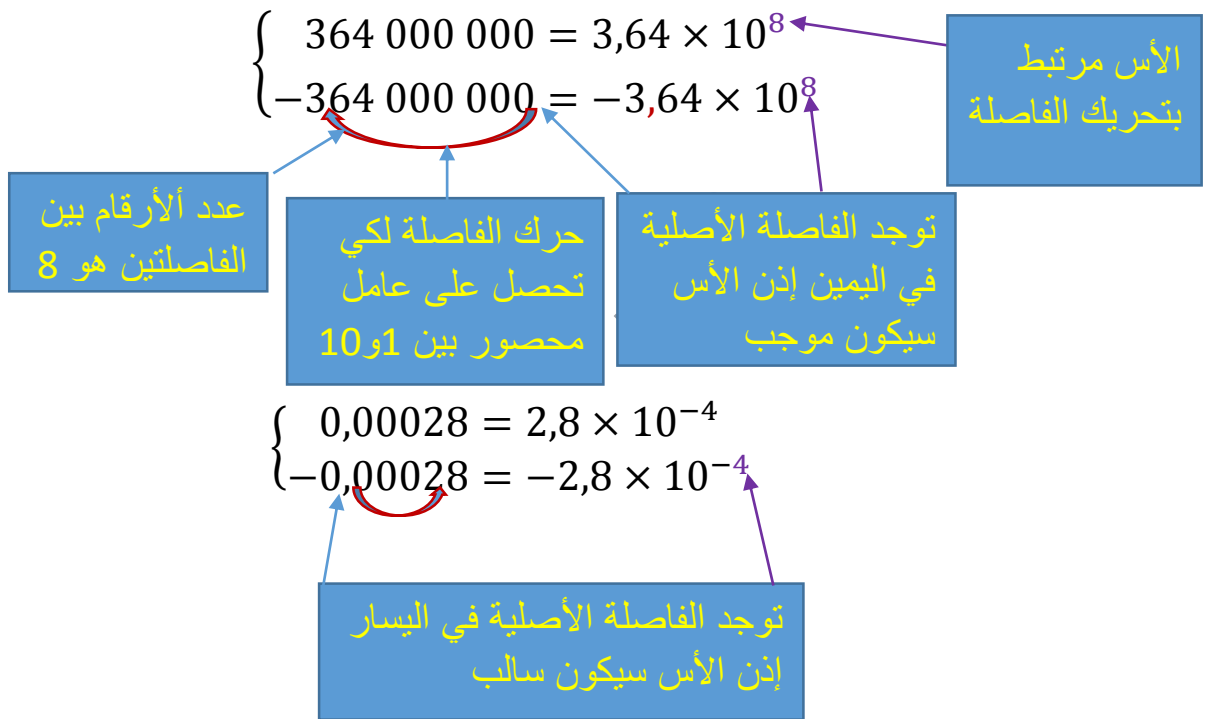 364 000 000 = 3,64 × 10⁸
−364 000 000 = −3,64 × 10⁸
الأس مرتبط
بتحريك الفاصلة
عدد ألأرقام بين
الفاصلتين هو 8
حرك الفاصلة لكي
تحصل على عامل
محصور بين 1و10
توجد الفاصلة الأصلية
في اليمين إذن الأس
سيكون موجب
0,00028 = 2,8 × 10⁻⁴
−0,00028 = −2,8 × 10⁻⁴
توجد الفاصلة الأصلية في اليسار
إذن الأس سيكون سالب